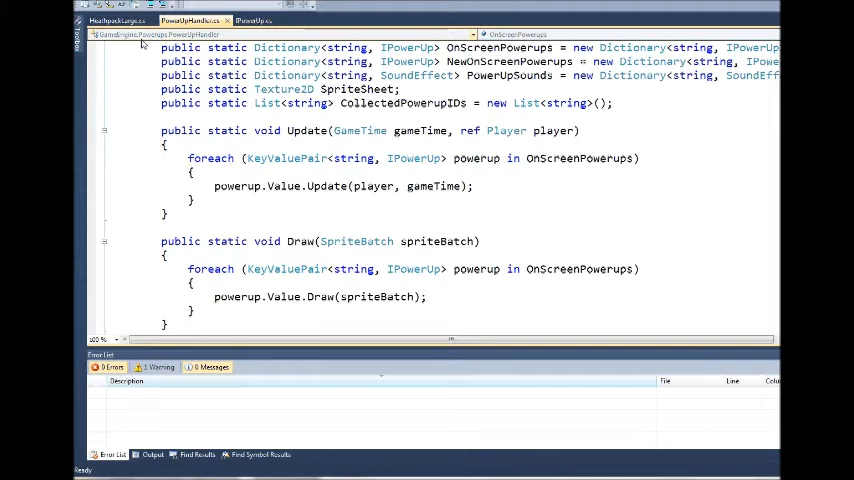 HeathpackLarge.cs PowerUpHandler.cs × IPowerUp.cs
Toolbox
GameEngine.Powerups.PowerUpHandler OnScreenPowerups
public static Dictionary<string, IPowerUp> OnScreenPowerups = new Dictionary<string, IPowerU
public static Dictionary<string, IPowerUp> NewOnScreenPowerups = new Dictionary<string, IPow
public static Dictionary<string, SoundEffect> PowerUpSounds = new Dictionary<string, SoundEf
public static Texture2D SpriteSheet;
public static List<string> CollectedPowerupIDs = new List<string>();
public static void Update(GameTime gameTime, ref Player player)
{
foreach (KeyValuePair<string, IPowerUp> powerup in OnScreenPowerups)
{
powerup.Value.Update(player, gameTime);
}
}
public static void Draw(SpriteBatch spriteBatch)
{
foreach (KeyValuePair<string, IPowerUp> powerup in OnScreenPowerups)
{
powerup.Value.Draw(spriteBatch);
}
}
100 %
Error List
0 Errors 1 Warning 0 Messages
Description File Line Colu
Error List Output Find Results Find Symbol Results
Ready